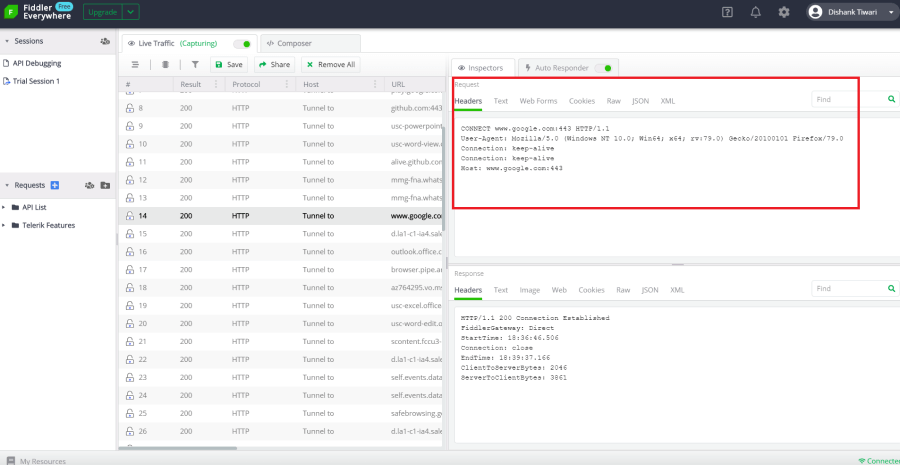 Fiddler Everywhere
Free
Upgrade
Dishank Tiwari
Sessions
API Debugging
Trial Session 1
Requests
API List
Telerik Features
Live Traffic (Capturing)
Composer
Save
Share
Remove All
# Result Protocol Host URL
8 200 HTTP Tunnel to github.com:443
9 200 HTTP Tunnel to usc-powerpoint
10 200 HTTP Tunnel to usc-word-view.
11 200 HTTP Tunnel to alive.github.com
12 200 HTTP Tunnel to mmg-fna.whats
13 200 HTTP Tunnel to mmg-fna.whats
14 200 HTTP Tunnel to www.google.co
15 200 HTTP Tunnel to d.la1-c1-ia4.sale
16 200 HTTP Tunnel to outlook.office.c
17 200 HTTP Tunnel to browser.pipe.a
18 200 HTTP Tunnel to az764295.vo.ms
19 200 HTTP Tunnel to usc-excel.office
20 200 HTTP Tunnel to usc-word-edit.o
21 200 HTTP Tunnel to scontent.fccu3-
22 200 HTTP Tunnel to d.la1-c1-ia4.sale
23 200 HTTP Tunnel to self.events.data
24 200 HTTP Tunnel to self.events.data
25 200 HTTP Tunnel to safebrowsing.g
26 200 HTTP Tunnel to d.la1-c1-ia4.sal
Inspectors
Auto Responder
Request
Headers Text Web Forms Cookies Raw JSON XML
Find
CONNECT www.google.com:443 HTTP/1.1
User-Agent: Mozilla/5.0 (Windows NT 10.0; Win64; x64; rv:79.0) Gecko/20100101 Firefox/79.0
Connection: keep-alive
Connection: keep-alive
Host: www.google.com:443
Response
Headers Text Image Web Cookies Raw JSON XML
Find
HTTP/1.1 200 Connection Established
FiddlerGateway: Direct
StartTime: 18:36:46.506
Connection: close
EndTime: 18:39:37.166
ClientToServerBytes: 2046
ServerToClientBytes: 3861
My Resources
Connected